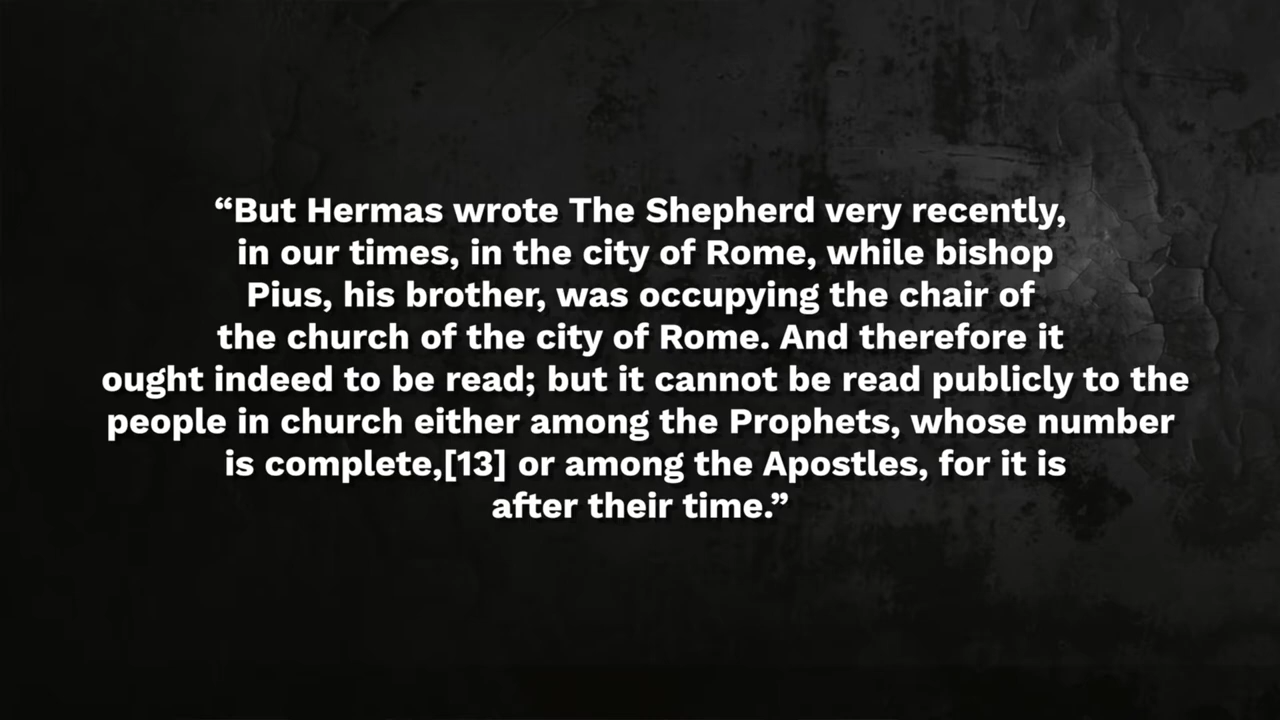 “But Hermas wrote The Shepherd very recently,
in our times, in the city of Rome, while bishop
Pius, his brother, was occupying the chair of
the church of the city of Rome. And therefore it
ought indeed to be read; but it cannot be read publicly to the
people in church either among the Prophets, whose number
is complete,[13] or among the Apostles, for it is
after their time.”